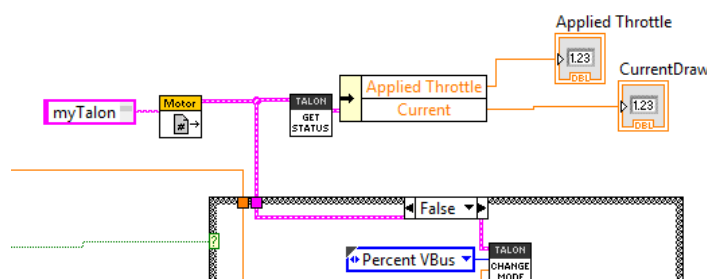 Applied Throttle
1.23
DBL
CurrentDraw
1.23
DBL
myTalon
Motor
#
TALON
GET
STATUS
Applied Throttle
Current
False
?
Percent VBus
TALON
CHANGE
MODE